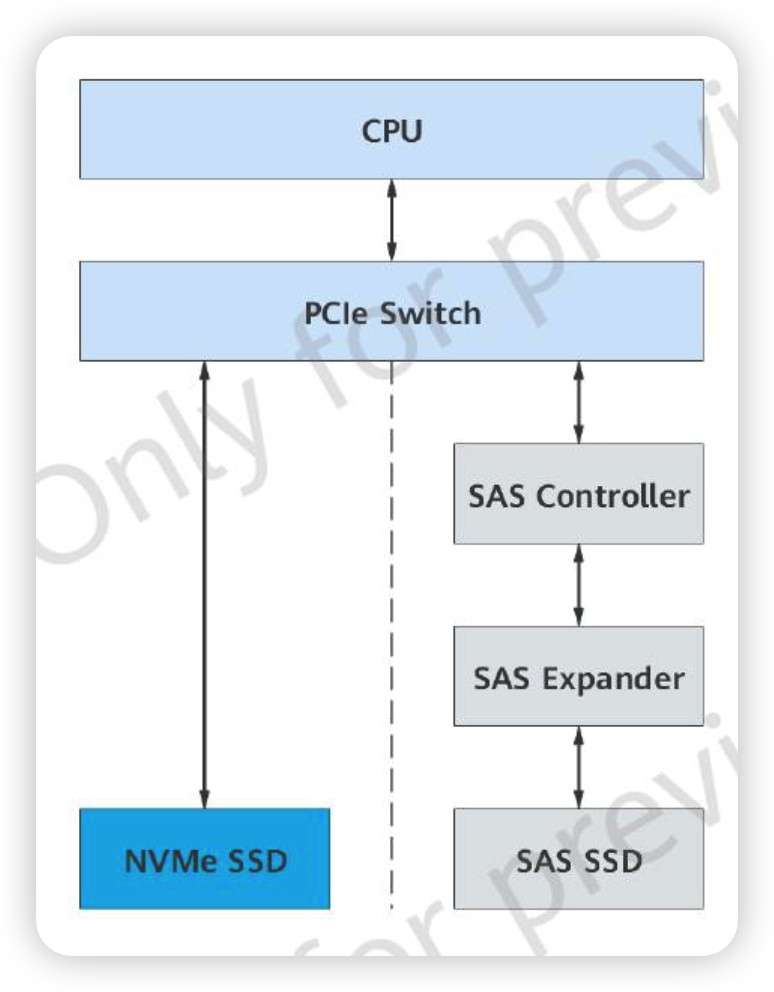 CPU
PCIe Switch
SAS Controller
SAS Expander
NVMe SSD
SAS SSD
Only for previ
for previ